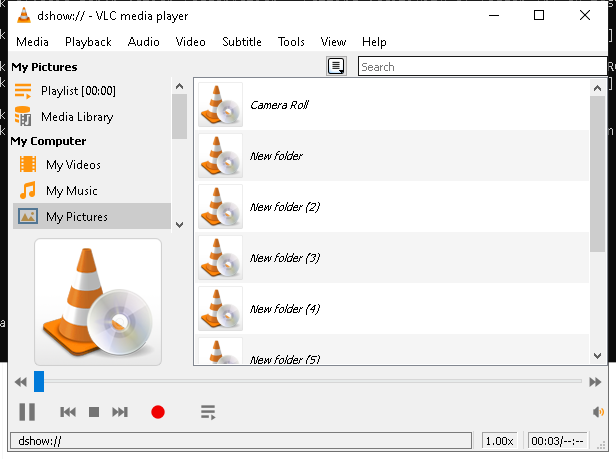 dshow:// - VLC media player
Media Playback Audio Video Subtitle Tools View Help
My Pictures
Search
Playlist [00:00]
Media Library
My Computer
My Videos
My Music
My Pictures
Camera Roll
New folder
New folder (2)
New folder (3)
New folder (4)
New folder (5)
dshow://
1.00x
00:03/--:--